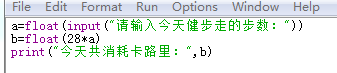 File Edit Format Run Options Window Help
a=float(input("请输入今天健步走的步数："))
b=float(28*a)
print("今天共消耗卡路里：",b)